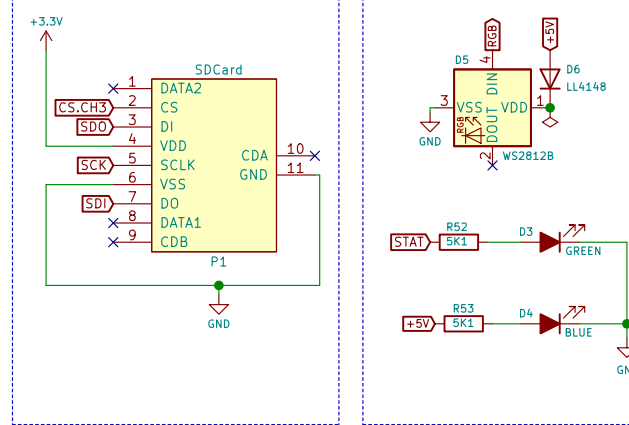 +3.3V
SDCard
1 DATA2
CS.CH3 2 CS
SDO 3 DI
4 VDD
SCK 5 SCLK
6 VSS
SDI 7 DO
8 DATA1
9 CDB
CDA 10
GND 11
P1
GND
RGB
+5V
D5
4
DIN
D6
LL4148
3 VSS
VDD 1
RGB
DOUT
2
GND
WS2812B
R52
STAT 5K1
D3
GREEN
R53
+5V 5K1
D4
BLUE